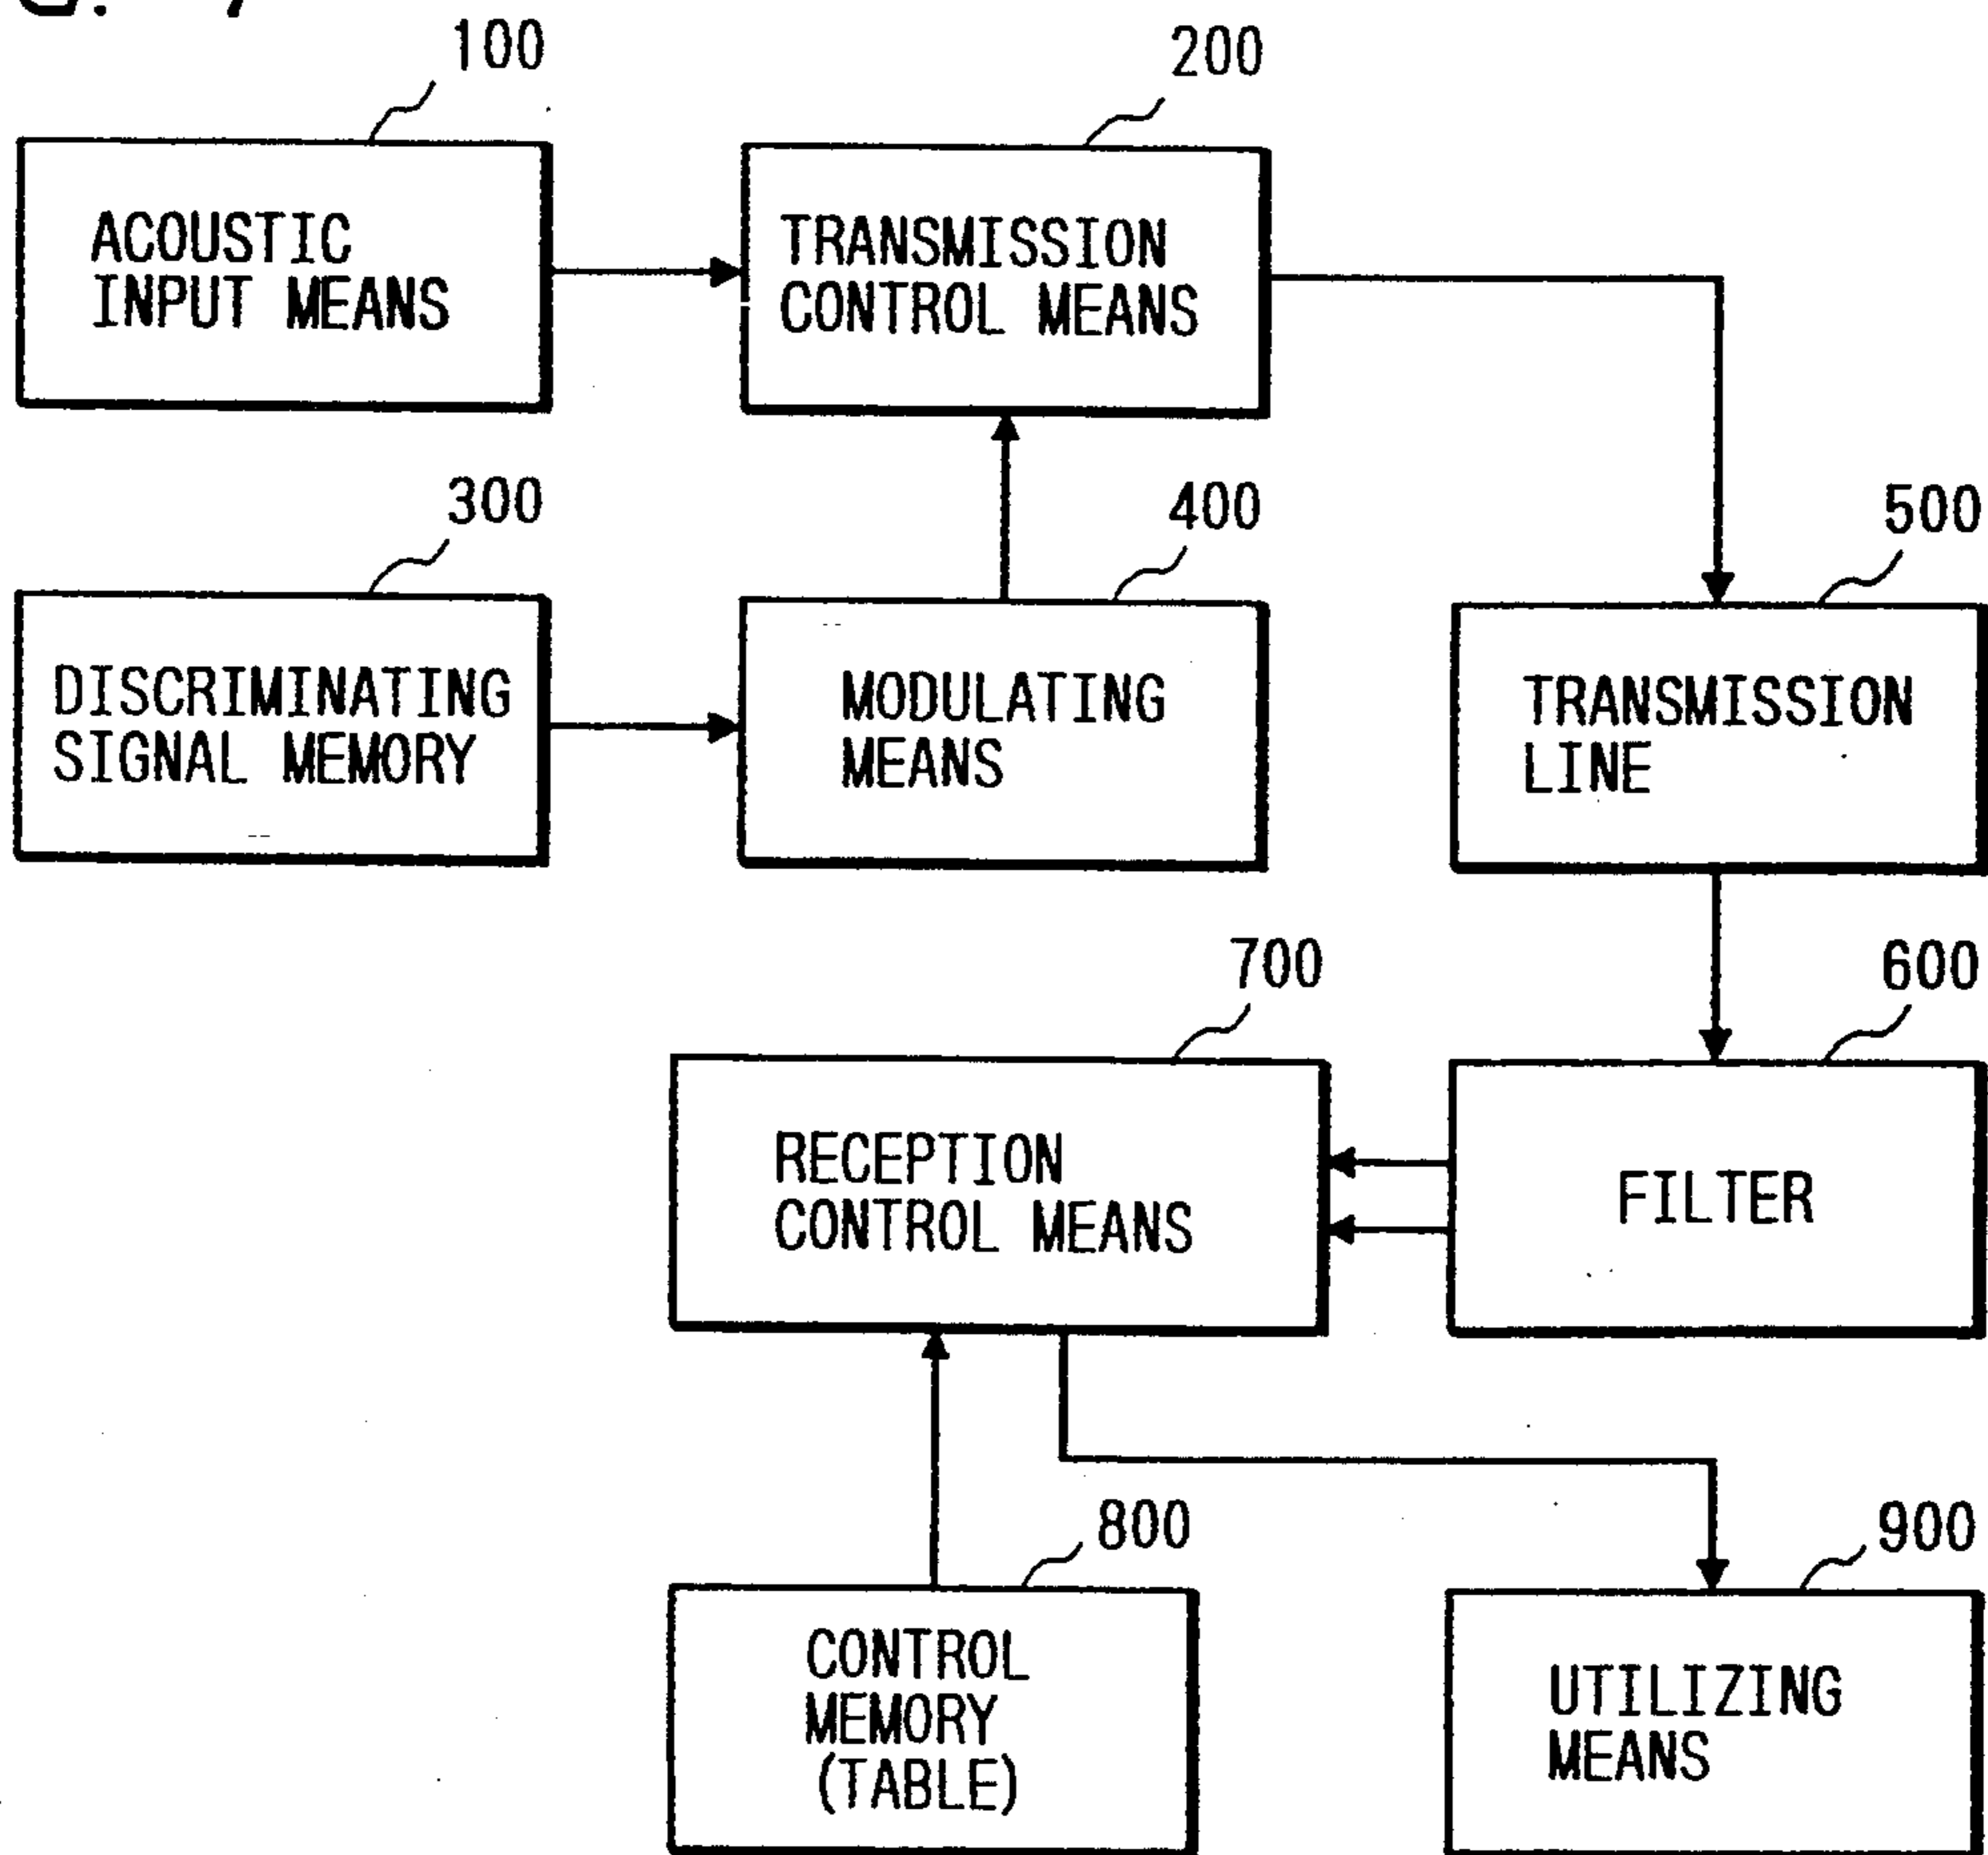 100
200
ACOUSTIC
INPUT MEANS
TRANSMISSION
CONTROL MEANS
300
400
500
DISCRIMINATING
SIGNAL MEMORY
MODULATING
MEANS
TRANSMISSION
LINE
700
600
RECEPTION
CONTROL MEANS
FILTER
800
900
CONTROL
MEMORY
(TABLE)
UTILIZING
MEANS